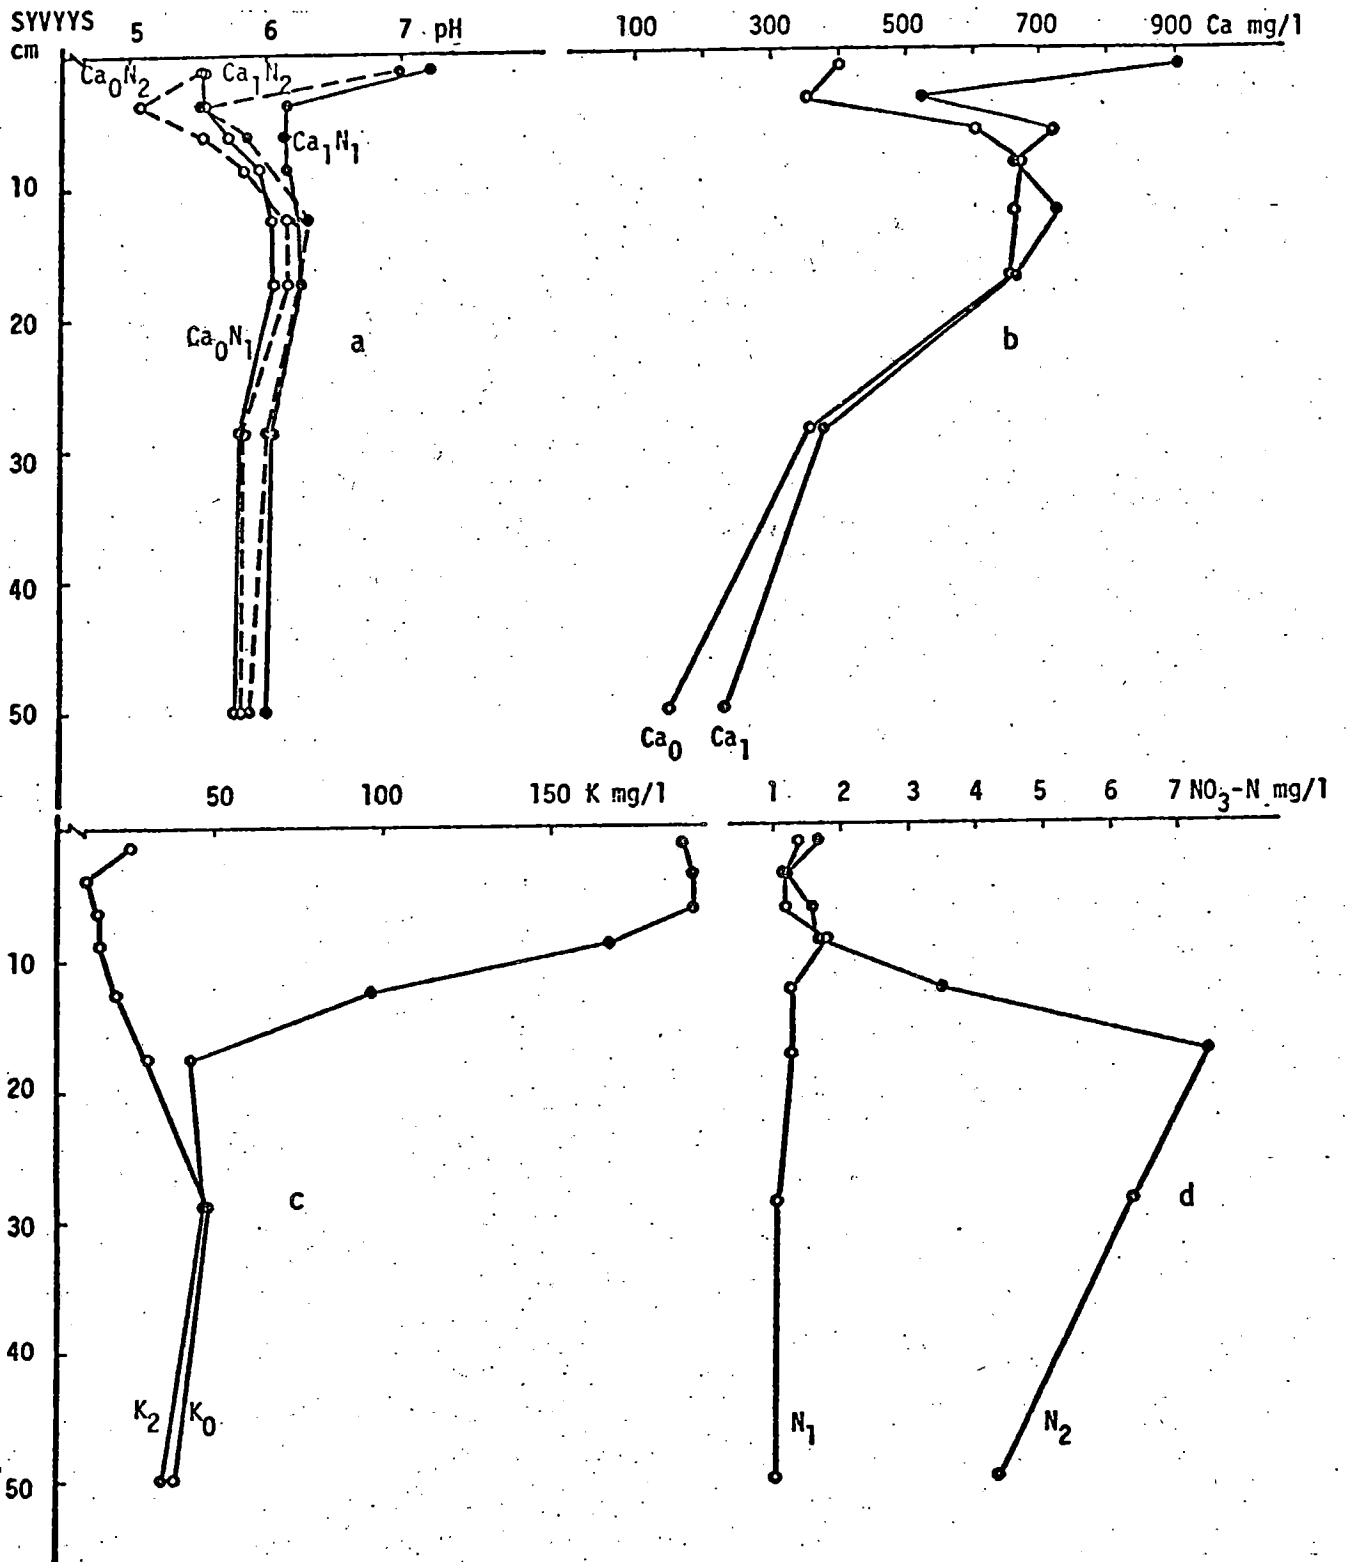 SYVYYS 5 6 7 pH 100 300 500 700 900 Ca mg/l
cm
Ca0N2 Ca1N2
Ca1N1
10
20 Ca0N1 a b
30
40
50
Ca0 Ca1
50 100 150 K mg/l 1 2 3 4 5 6 7 NO3-N mg/l
10
20
c d
30
40
K2 K0 N1 N2
50